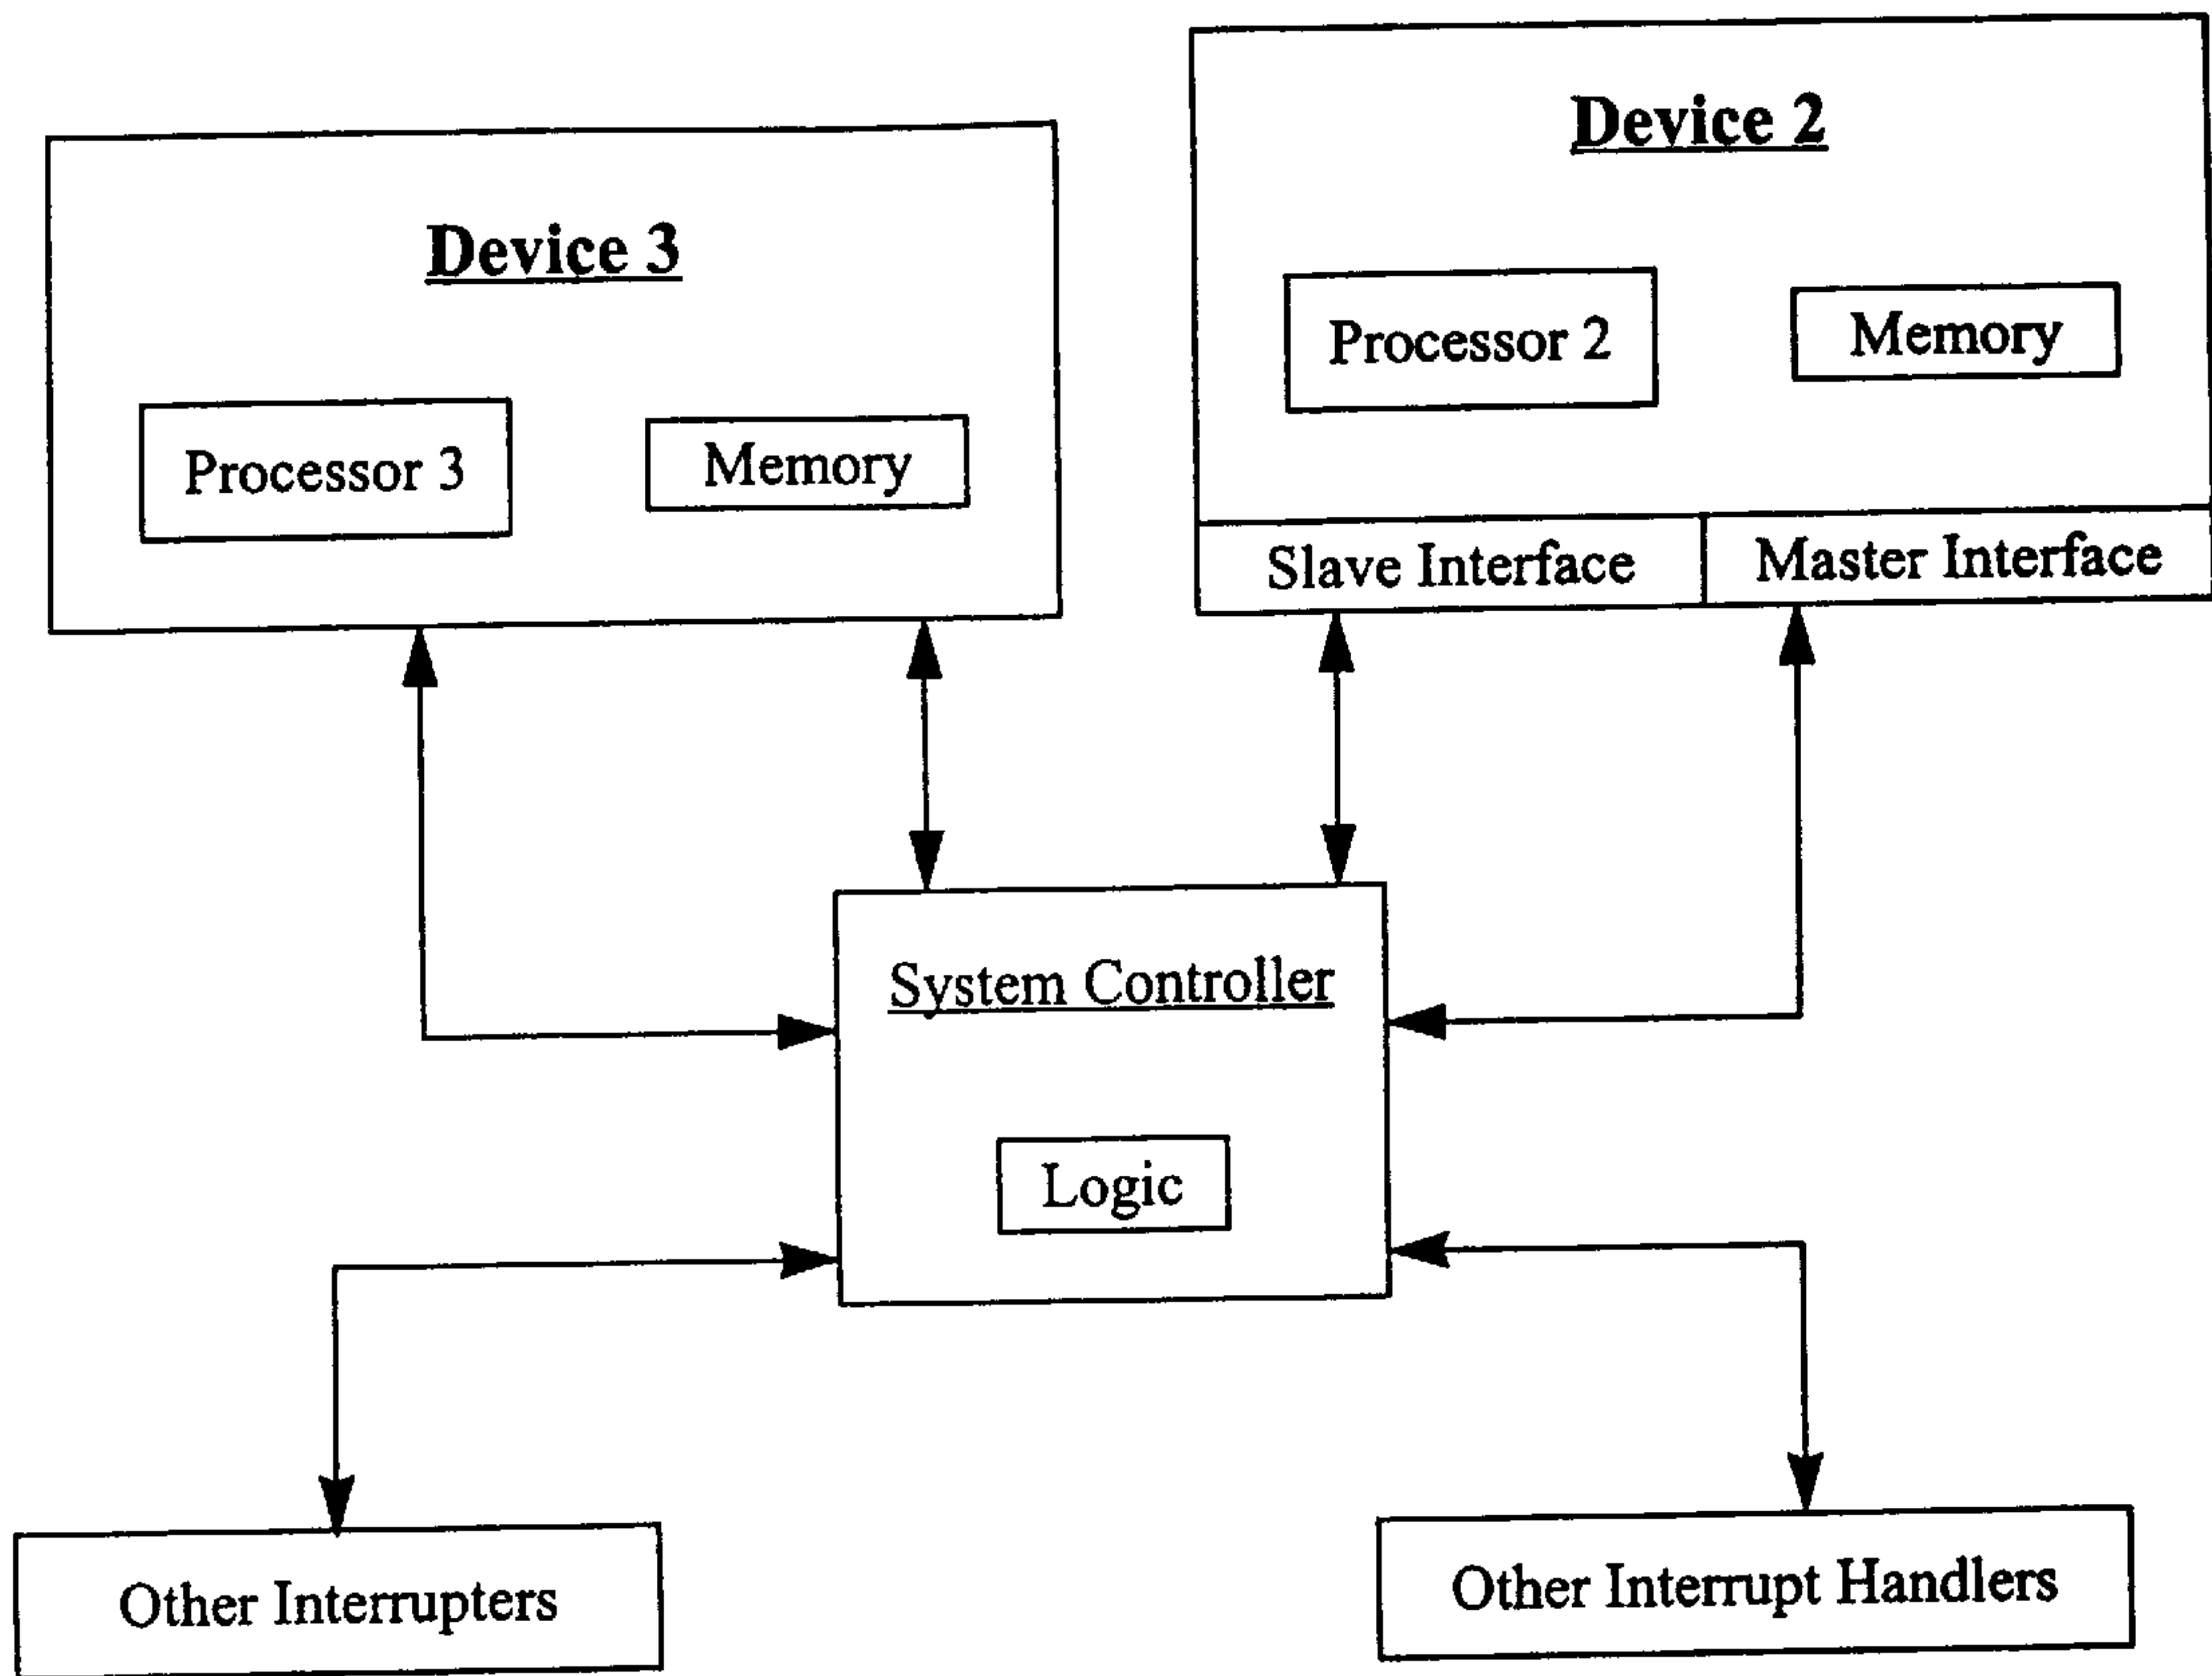 Device 2
Device 3
Processor 2
Memory
Processor 3
Memory
Slave Interface
Master Interface
System Controller
Logic
Other Interrupters
Other Interrupt Handlers